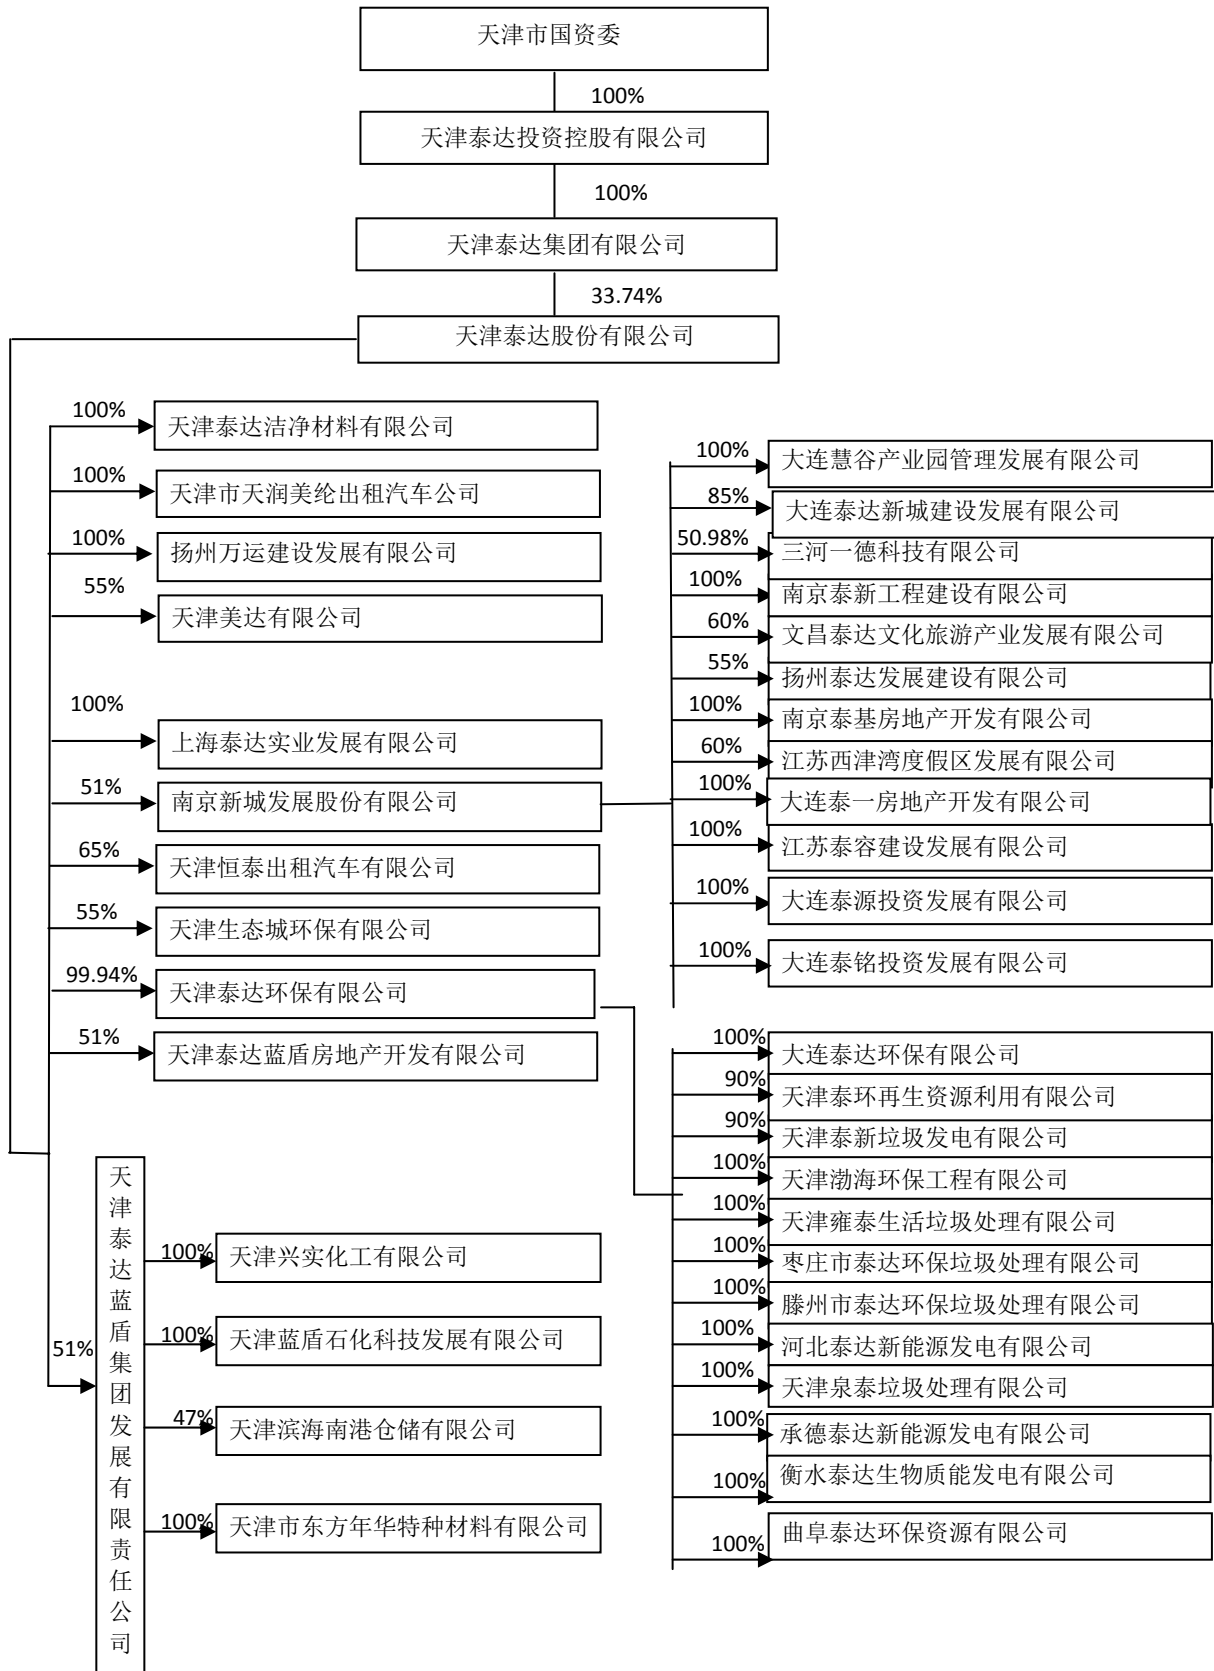 天津市国资委
100%
天津泰达投资控股有限公司
100%
天津泰达集团有限公司
33.74%
天津泰达股份有限公司
100%
天津泰达洁净材料有限公司
100%
天津市天润美纶出租汽车公司
100%
扬州万运建设发展有限公司
55%
天津美达有限公司
100%
上海泰达实业发展有限公司
51%
南京新城发展股份有限公司
65%
天津恒泰出租汽车有限公司
55%
天津生态城环保有限公司
99.94%
天津泰达环保有限公司
51%
天津泰达蓝盾房地产开发有限公司
51%
天津泰达蓝盾集团发展有限责任公司
100%
天津兴实化工有限公司
100%
天津蓝盾石化科技发展有限公司
47%
天津滨海南港仓储有限公司
100%
天津市东方年华特种材料有限公司
100%
大连慧谷产业园管理发展有限公司
85%
大连泰达新城建设发展有限公司
50.98%
三河一德科技有限公司
100%
南京泰新工程建设有限公司
60%
文昌泰达文化旅游产业发展有限公司
55%
扬州泰达发展建设有限公司
100%
南京泰基房地产开发有限公司
60%
江苏西津湾度假区发展有限公司
100%
大连泰一房地产开发有限公司
100%
江苏泰容建设发展有限公司
100%
大连泰源投资发展有限公司
100%
大连泰铭投资发展有限公司
100%
大连泰达环保有限公司
90%
天津泰环再生资源利用有限公司
90%
天津泰新垃圾发电有限公司
100%
天津渤海环保工程有限公司
100%
天津雍泰生活垃圾处理有限公司
100%
枣庄市泰达环保垃圾处理有限公司
100%
滕州市泰达环保垃圾处理有限公司
100%
河北泰达新能源发电有限公司
100%
天津泉泰垃圾处理有限公司
100%
承德泰达新能源发电有限公司
100%
衡水泰达生物质能发电有限公司
100%
曲阜泰达环保资源有限公司